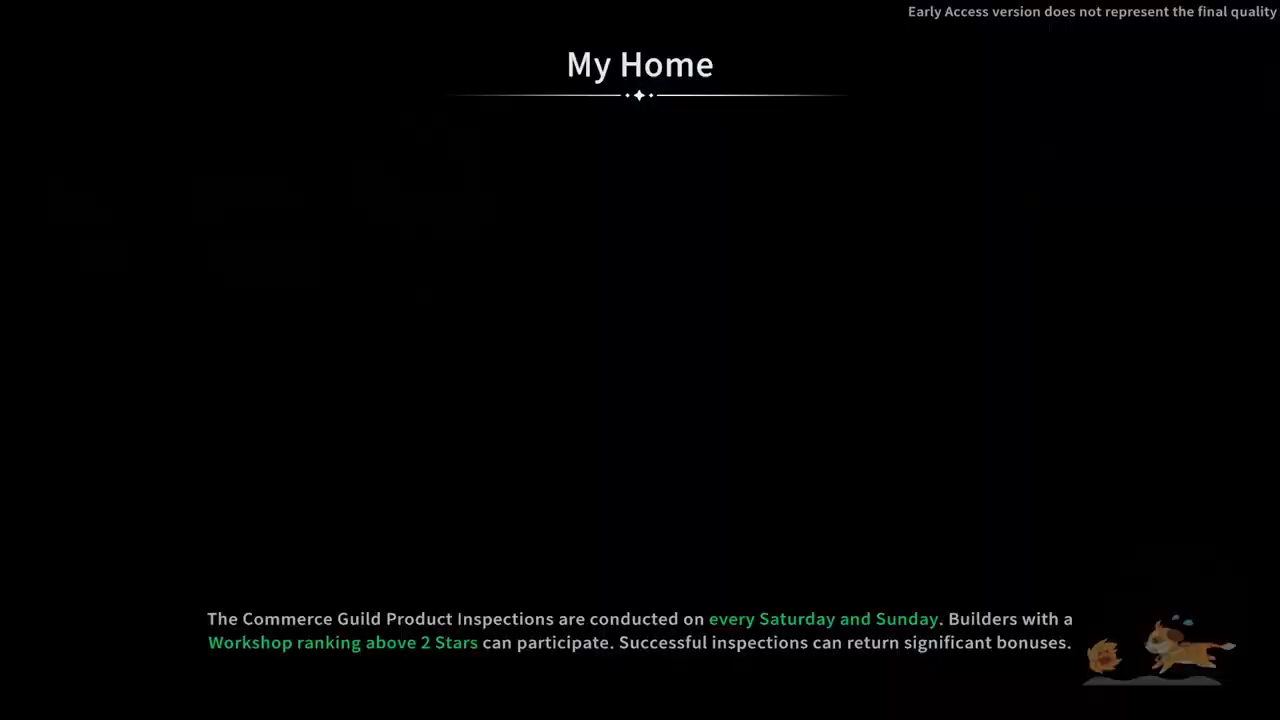 Early Access version does not represent the final quality
My Home
The Commerce Guild Product Inspections are conducted on every Saturday and Sunday. Builders with a
Workshop ranking above 2 Stars can participate. Successful inspections can return significant bonuses.